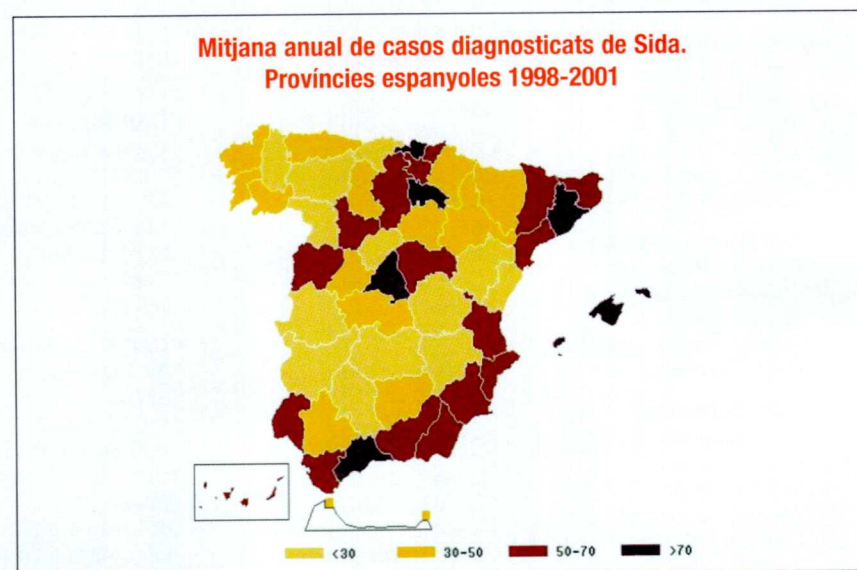 Mitjana anual de casos diagnosticats de Sida.
Províncies espanyoles 1998-2001
<30 30-50 50-70 >70